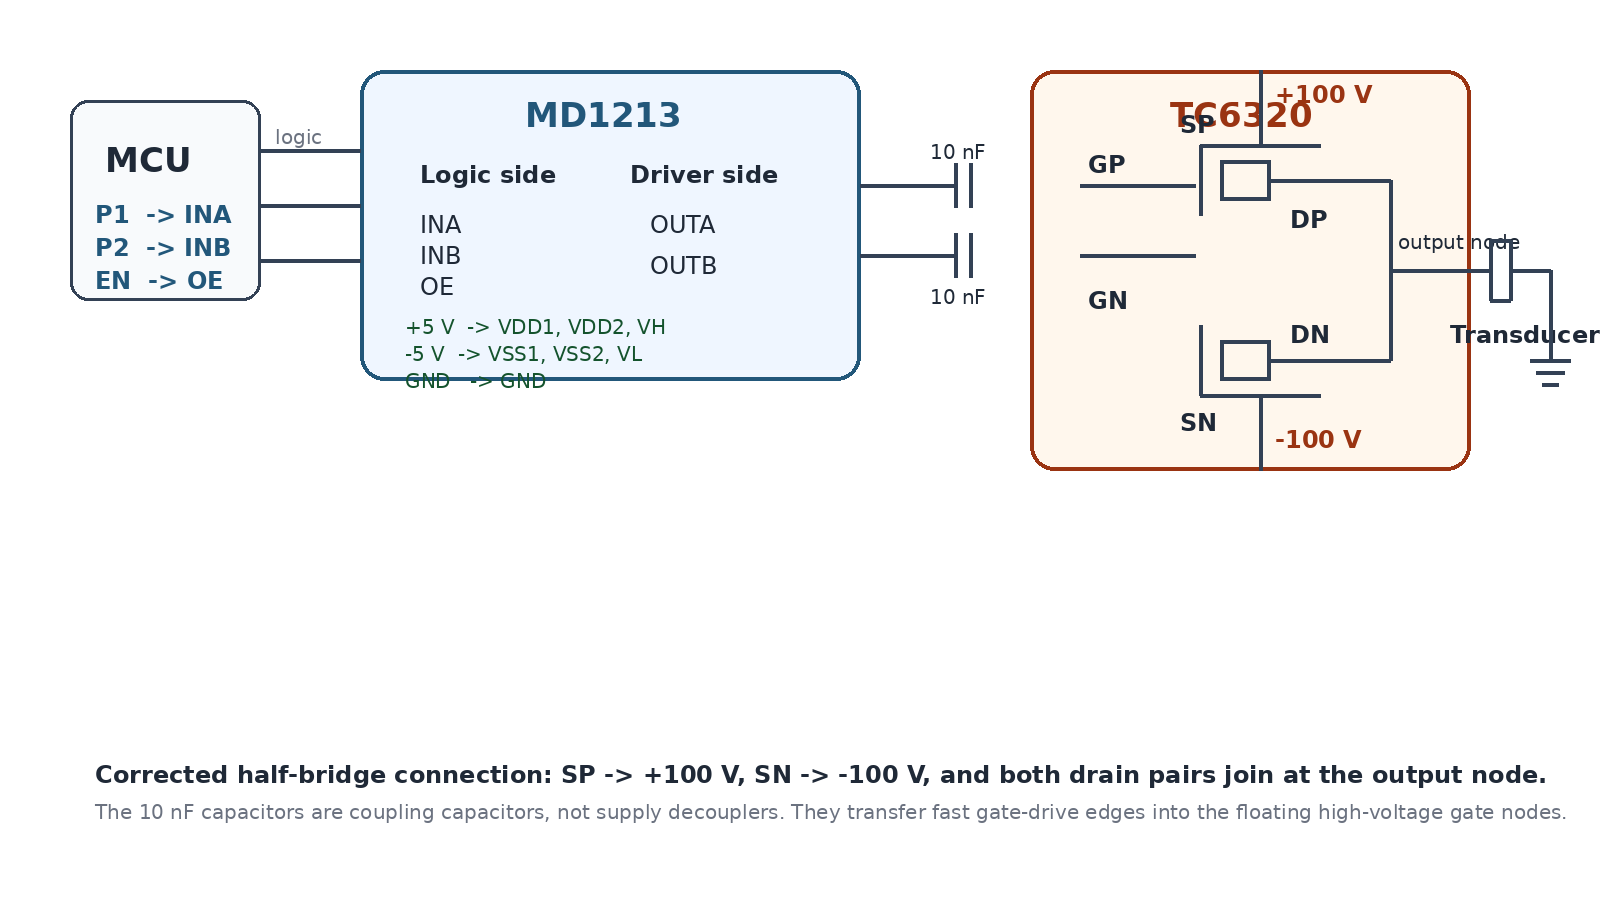 MCU
P1 -> INA
P2 -> INB
EN -> OE
logic
MD1213
Logic side
Driver side
INA
INB
OE
OUTA
OUTB
+5 V -> VDD1, VDD2, VH
-5 V -> VSS1, VSS2, VL
GND -> GND
10 nF
10 nF
TC6320
+100 V
SP
GP
DP
GN
DN
SN
-100 V
output node
Transducer
Corrected half-bridge connection: SP -> +100 V, SN -> -100 V, and both drain pairs join at the output node.
The 10 nF capacitors are coupling capacitors, not supply decouplers. They transfer fast gate-drive edges into the floating high-voltage gate nodes.